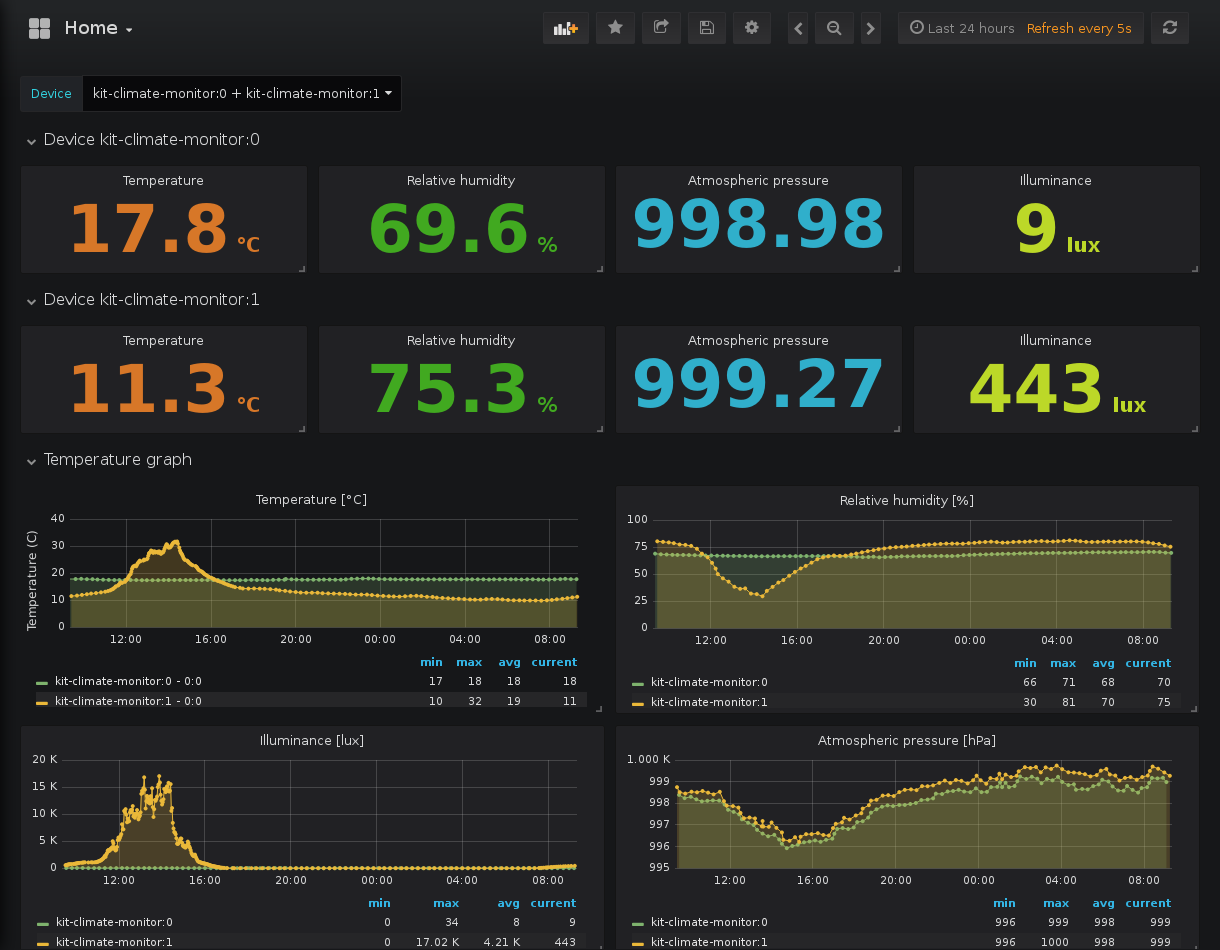 Home
Last 24 hours Refresh every 5s
Device kit-climate-monitor:0 + kit-climate-monitor:1
Device kit-climate-monitor:0
Temperature Relative humidity Atmospheric pressure Illuminance
17.8 °C 69.6 % 998.98 9 lux
Device kit-climate-monitor:1
Temperature Relative humidity Atmospheric pressure Illuminance
11.3 °C 75.3 % 999.27 443 lux
Temperature graph
Temperature [°C]
Temperature (C)
40
30
20
10
0
12:00 16:00 20:00 00:00 04:00 08:00
min max avg current
kit-climate-monitor:0 - 0:0 17 18 18 18
kit-climate-monitor:1 - 0:0 10 32 19 11
Relative humidity [%]
100
75
50
25
0
12:00 16:00 20:00 00:00 04:00 08:00
min max avg current
kit-climate-monitor:0 66 71 68 70
kit-climate-monitor:1 30 81 70 75
Illuminance [lux]
20 K
15 K
10 K
5 K
0
12:00 16:00 20:00 00:00 04:00 08:00
min max avg current
kit-climate-monitor:0 0 34 8 9
kit-climate-monitor:1 0 17.02 K 4.21 K 443
Atmospheric pressure [hPa]
1.000 K
999
998
997
996
995
12:00 16:00 20:00 00:00 04:00 08:00
min max avg current
kit-climate-monitor:0 996 999 998 999
kit-climate-monitor:1 996 1000 998 999